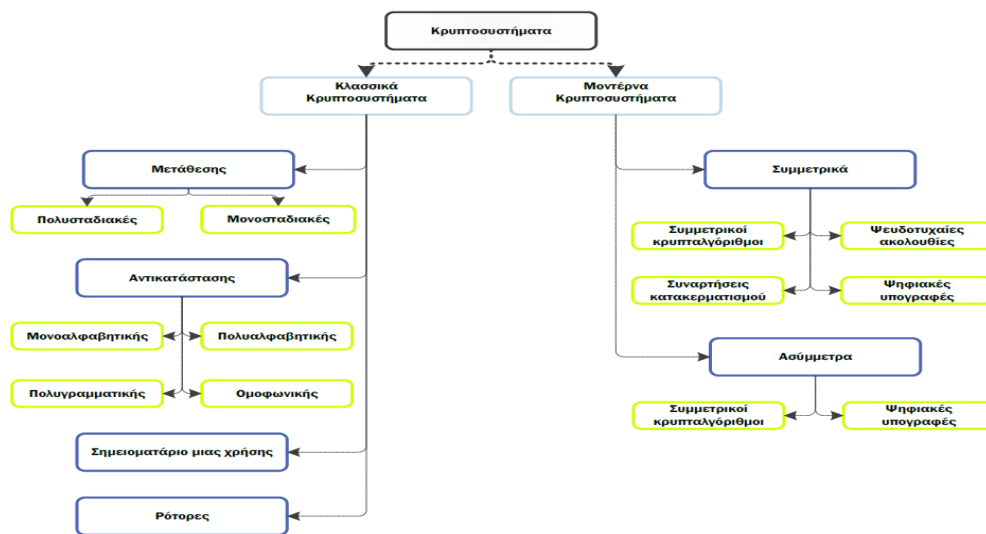 Κρυπτοσυστήματα
Κλασσικά
Κρυπτοσυστήματα
Μοντέρνα
Κρυπτοσυστήματα
Μετάθεσης
Πολυσταδιακές
Μονοσταδιακές
Αντικατάστασης
Μονοαλφαβητικής
Πολυαλφαβητικής
Πολυγραμματικής
Ομοφωνικής
Σημειοματάριο μιας χρήσης
Ρότορες
Συμμετρικά
Συμμετρικοί
κρυπταλγόριθμοι
Ψευδοτυχαίες
ακολουθίες
Συναρτήσεις
κατακερματισμού
Ψηφιακές
υπογραφές
Ασύμμετρα
Συμμετρικοί
κρυπταλγόριθμοι
Ψηφιακές
υπογραφές